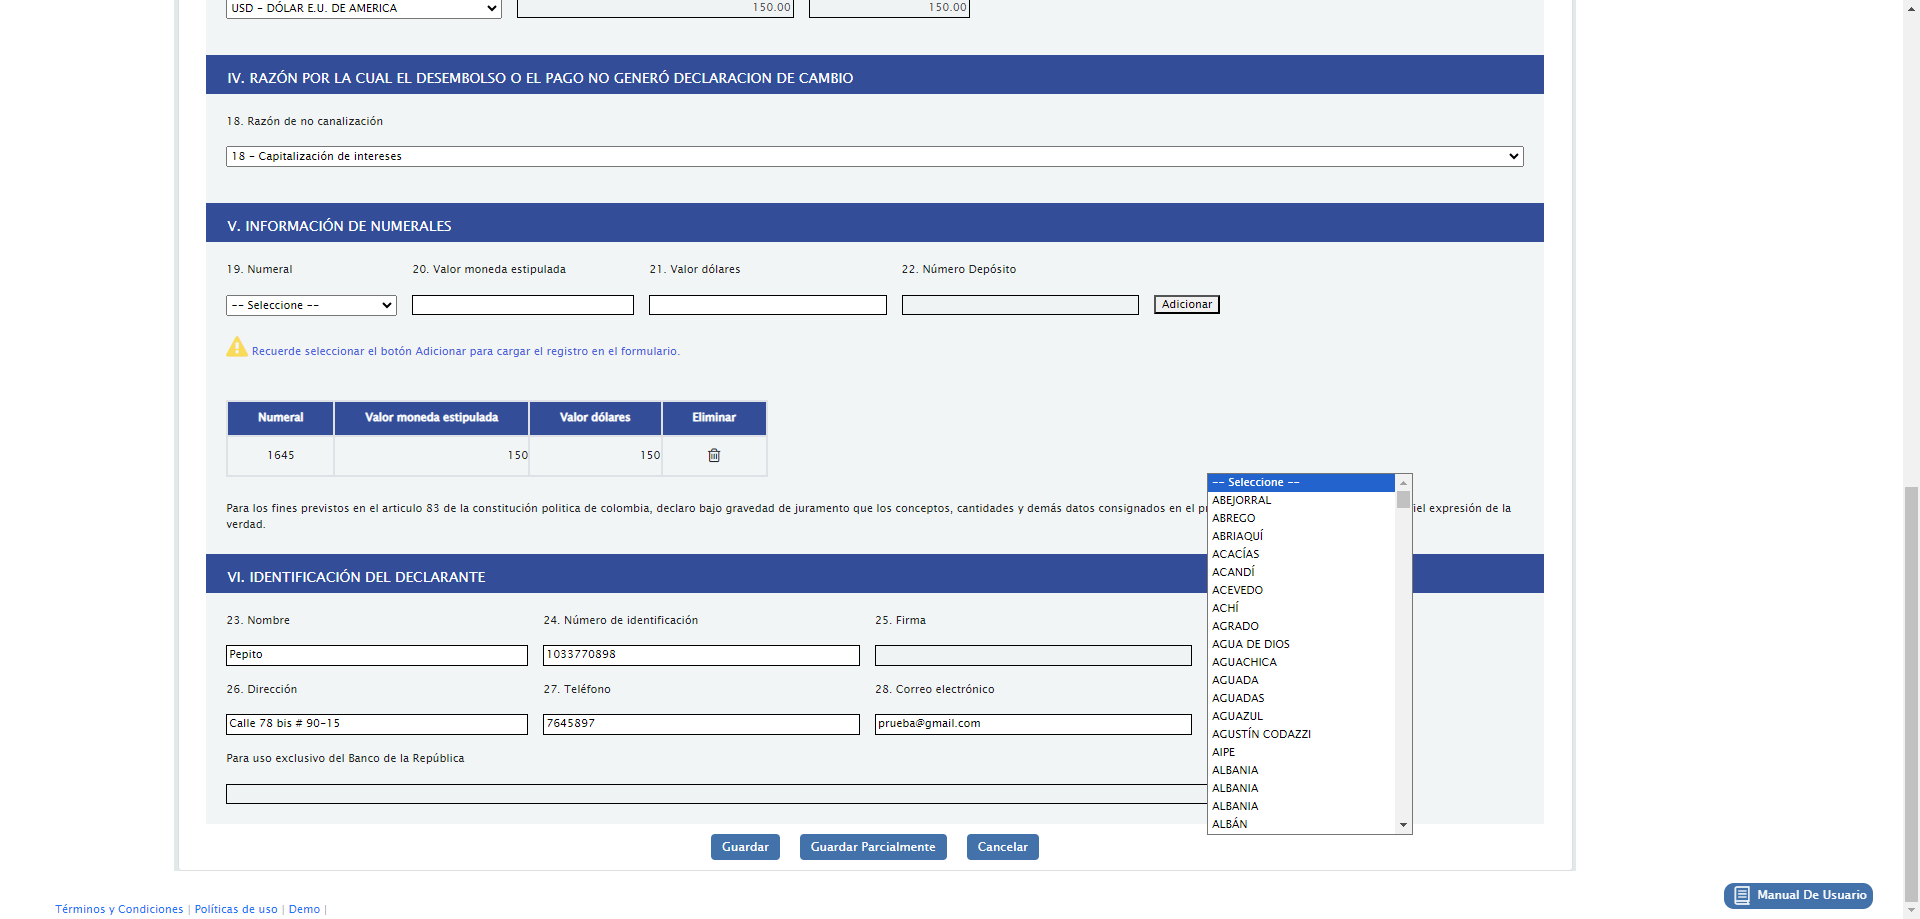 USD - DÓLAR E.U. DE AMERICA 150.00 150.00
IV. RAZÓN POR LA CUAL EL DESEMBOLSO O EL PAGO NO GENERÓ DECLARACION DE CAMBIO
18. Razón de no canalización
18 - Capitalización de intereses
V. INFORMACIÓN DE NUMERALES
19. Numeral 20. Valor moneda estipulada 21. Valor dólares 22. Número Depósito
-- Seleccione -- Adicionar
Recuerde seleccionar el botón Adicionar para cargar el registro en el formulario.
Numeral Valor moneda estipulada Valor dólares Eliminar
1645 150 150
Para los fines previstos en el articulo 83 de la constitución politica de colombia, declaro bajo gravedad de juramento que los conceptos, cantidades y demás datos consignados en el pr iel expresión de la
verdad.
VI. IDENTIFICACIÓN DEL DECLARANTE
23. Nombre 24. Número de identificación 25. Firma
Pepito 1033770898
26. Dirección 27. Teléfono 28. Correo electrónico
Calle 78 bis # 90-15 7645897 prueba@gmail.com
Para uso exclusivo del Banco de la República
-- Seleccione --
ABEJORRAL
ABREGO
ABRIAQUÍ
ACACÍAS
ACANDÍ
ACEVEDO
ACHÍ
AGRADO
AGUA DE DIOS
AGUACHICA
AGUADA
AGUADAS
AGUAZUL
AGUSTÍN CODAZZI
AIPE
ALBANIA
ALBANIA
ALBANIA
ALBÁN
Guardar Guardar Parcialmente Cancelar
Manual De Usuario
Términos y Condiciones | Políticas de uso | Demo |